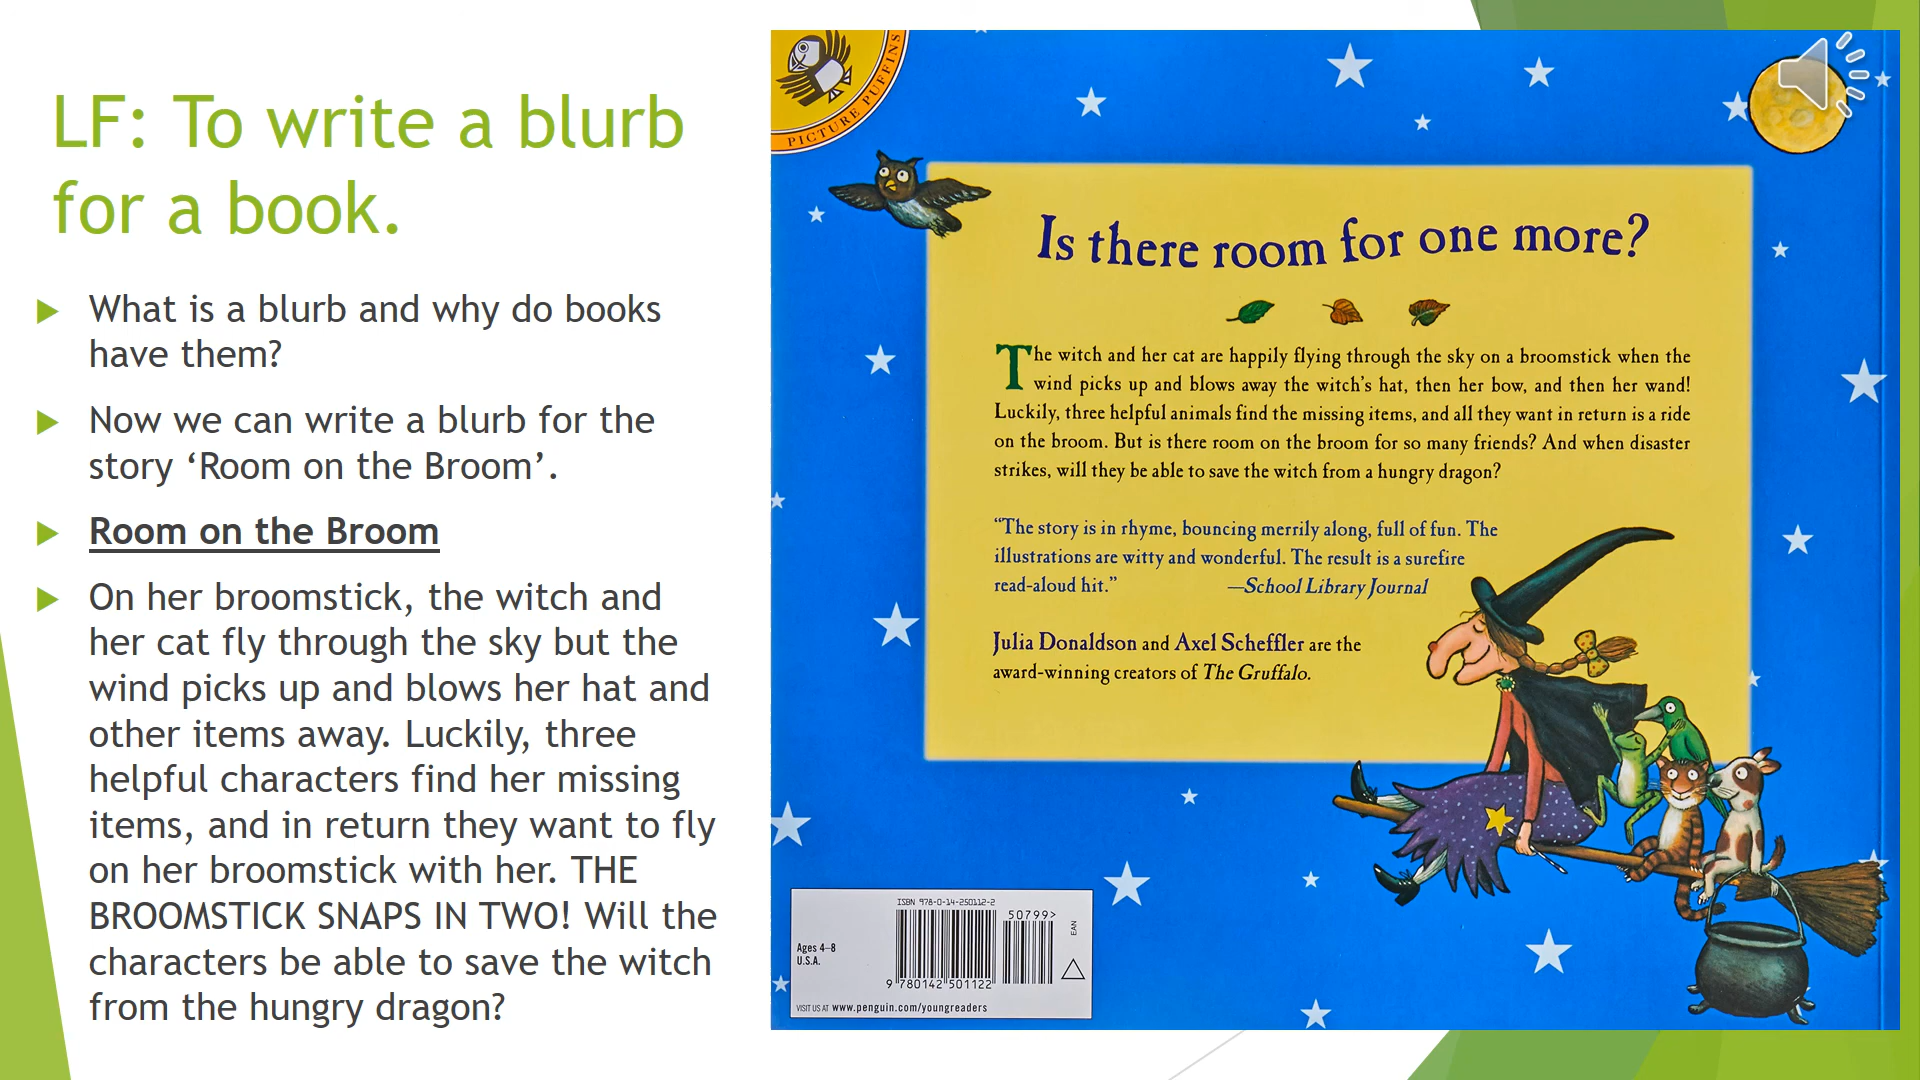 LF: To write a blurb
for a book.
What is a blurb and why do books
have them?
Now we can write a blurb for the
story ‘Room on the Broom’.
Room on the Broom
On her broomstick, the witch and
her cat fly through the sky but the
wind picks up and blows her hat and
other items away. Luckily, three
helpful characters find her missing
items, and in return they want to fly
on her broomstick with her. THE
BROOMSTICK SNAPS IN TWO! Will the
characters be able to save the witch
from the hungry dragon?
PICTURE PUFFINS
Is there room for one more?
The witch and her cat are happily flying through the sky on a broomstick when the
wind picks up and blows away the witch’s hat, then her bow, and then her wand!
Luckily, three helpful animals find the missing items, and all they want in return is a ride
on the broom. But is there room on the broom for so many friends? And when disaster
strikes, will they be able to save the witch from a hungry dragon?
“The story is in rhyme, bouncing merrily along, full of fun. The
illustrations are witty and wonderful. The result is a surefire
read-aloud hit.” —School Library Journal
Julia Donaldson and Axel Scheffler are the
award-winning creators of The Gruffalo.
ISBN 978-0-14-250112-2
50799>
EAN
Ages 4–8
U.S.A.
9 780142 501122
VISIT US AT www.penguin.com/youngreaders